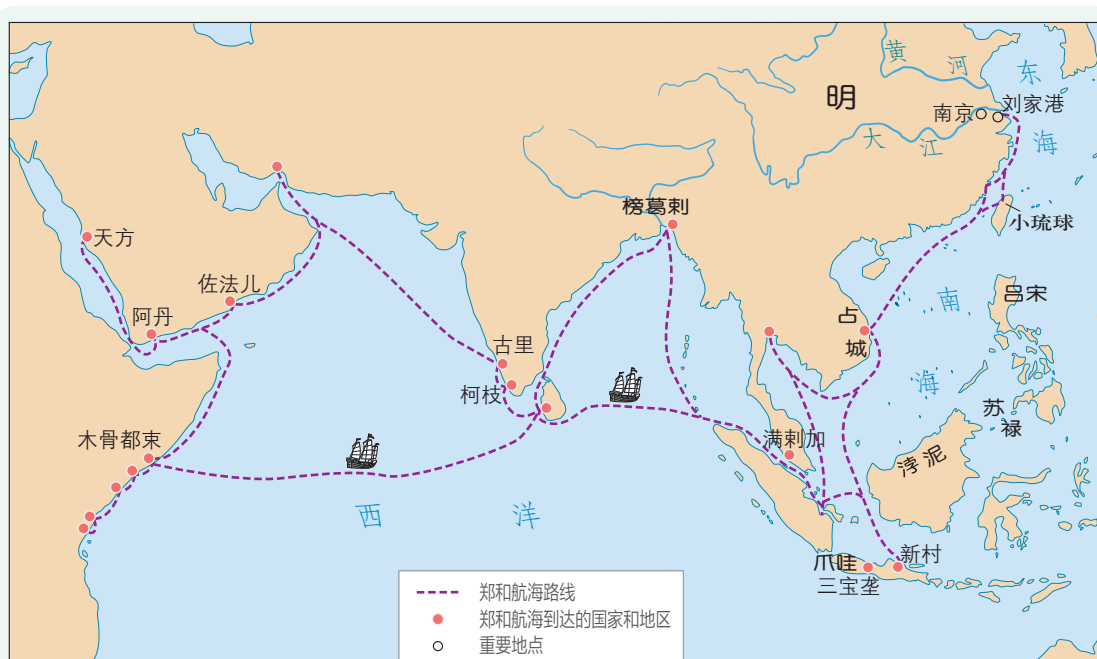 黄河
东海
明
南京
刘家港
大江
小琉球
榜葛剌
天方
佐法儿
阿丹
古里
柯枝
占城
吕宋
南海
苏禄
木骨都束
满剌加
浡泥
西洋
爪哇
新村
三宝垄
郑和航海路线
郑和航海到达的国家和地区
重要地点